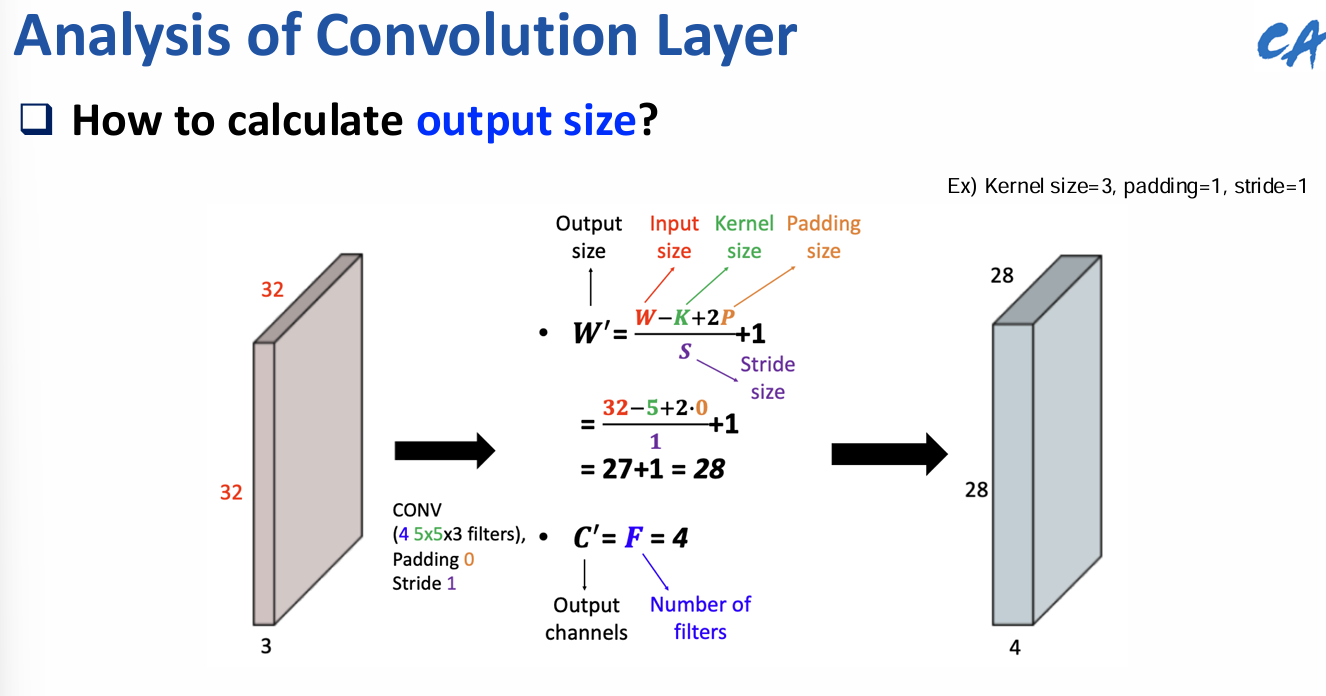 Analysis of Convolution Layer
CA
❑ How to calculate output size?
Ex) Kernel size=3, padding=1, stride=1
Output size
Input size
Kernel size
Padding size
• W′= (W−K+2P)/S +1
Stride size
= (32−5+2·0)/1 +1
= 27+1 = 28
• C′= F = 4
Output channels
Number of filters
32
32
3
CONV
(4 5x5x3 filters),
Padding 0
Stride 1
28
28
4